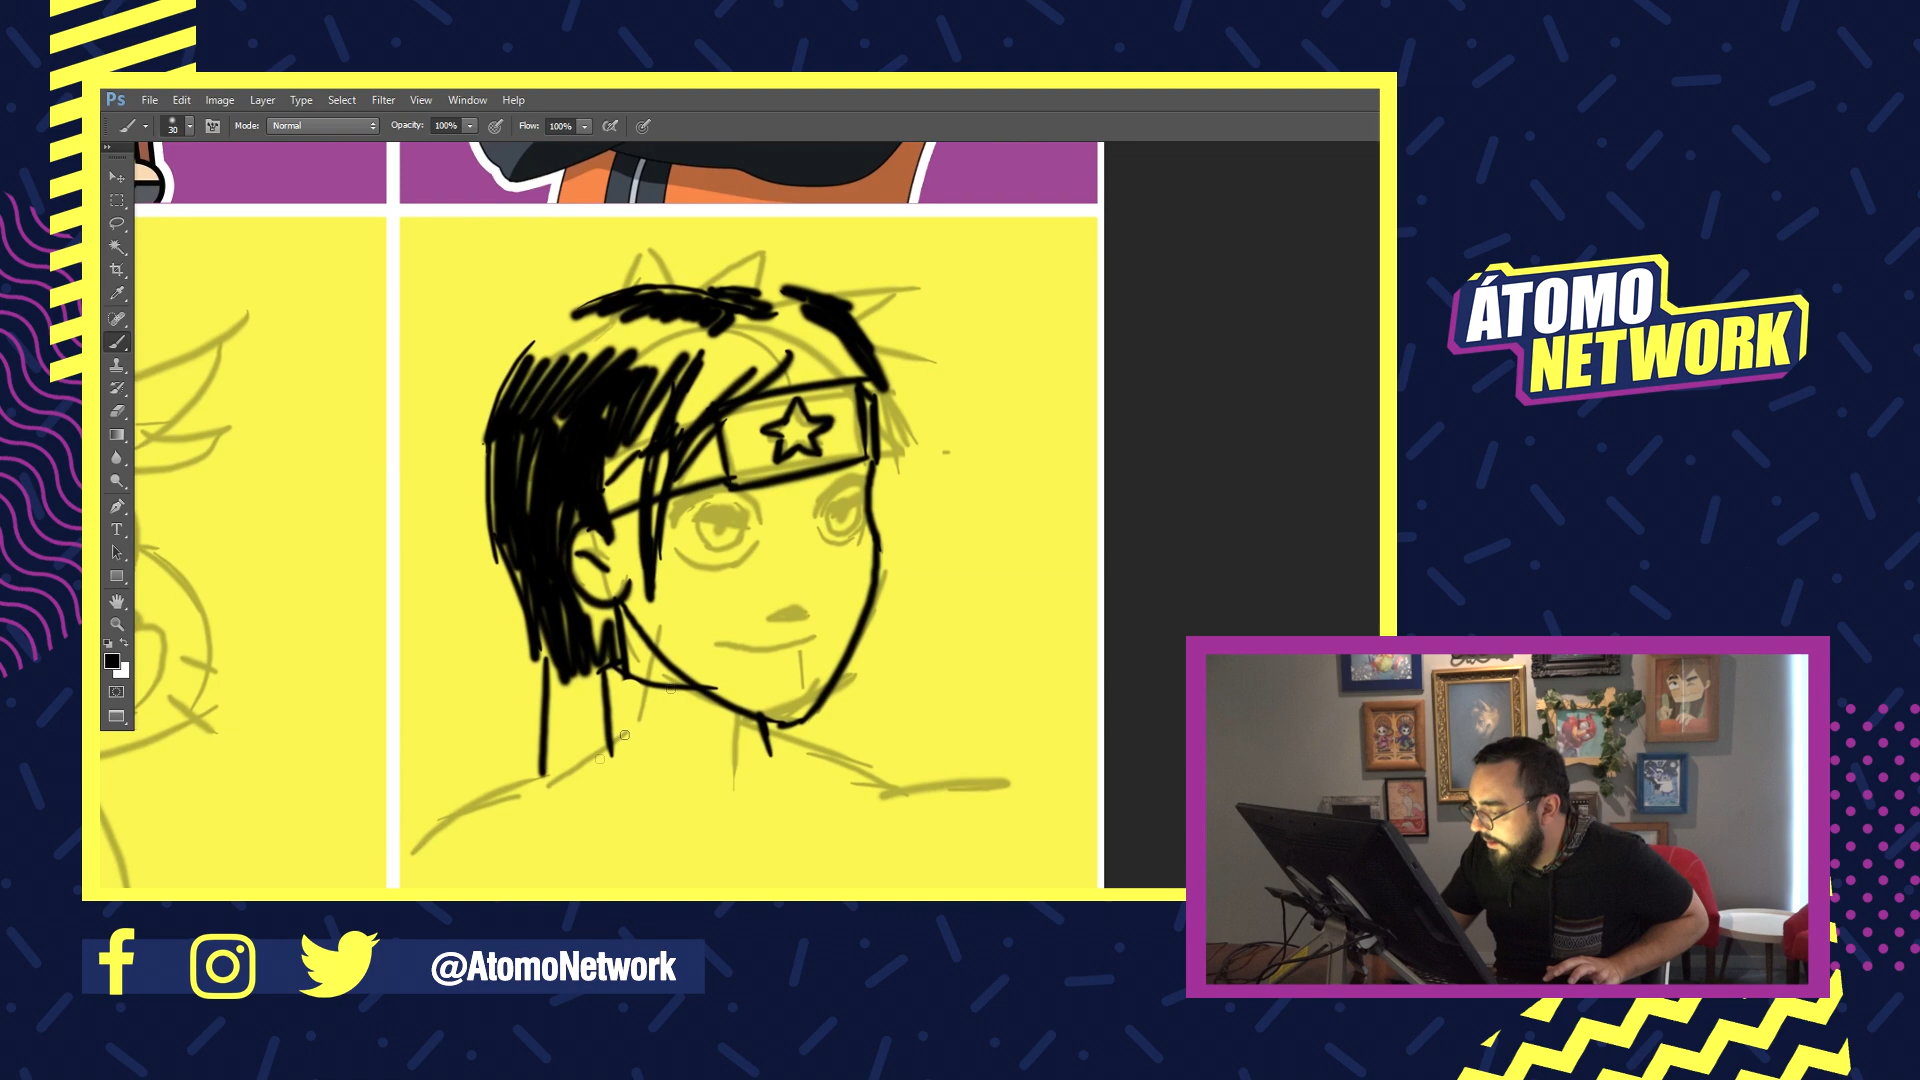 Ps File Edit Image Layer Type Select Filter View Window Help
30 Mode: Normal Opacity: 100% Flow: 100%
T
ÁTOMO
NETWORK
@AtomoNetwork